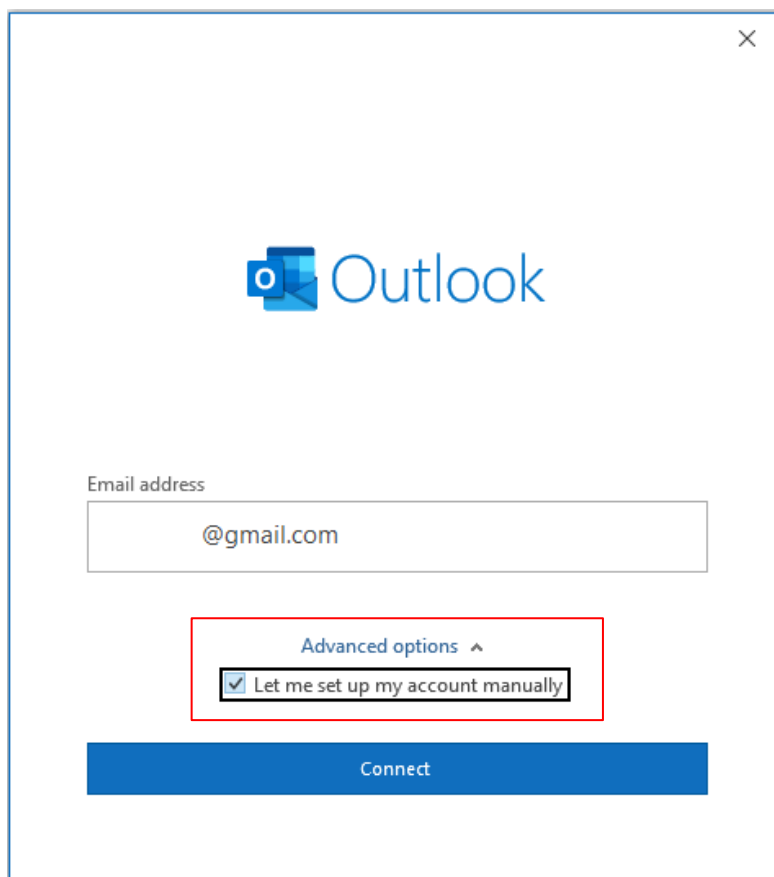 Outlook
Email address
@gmail.com
Advanced options
Let me set up my account manually
Connect